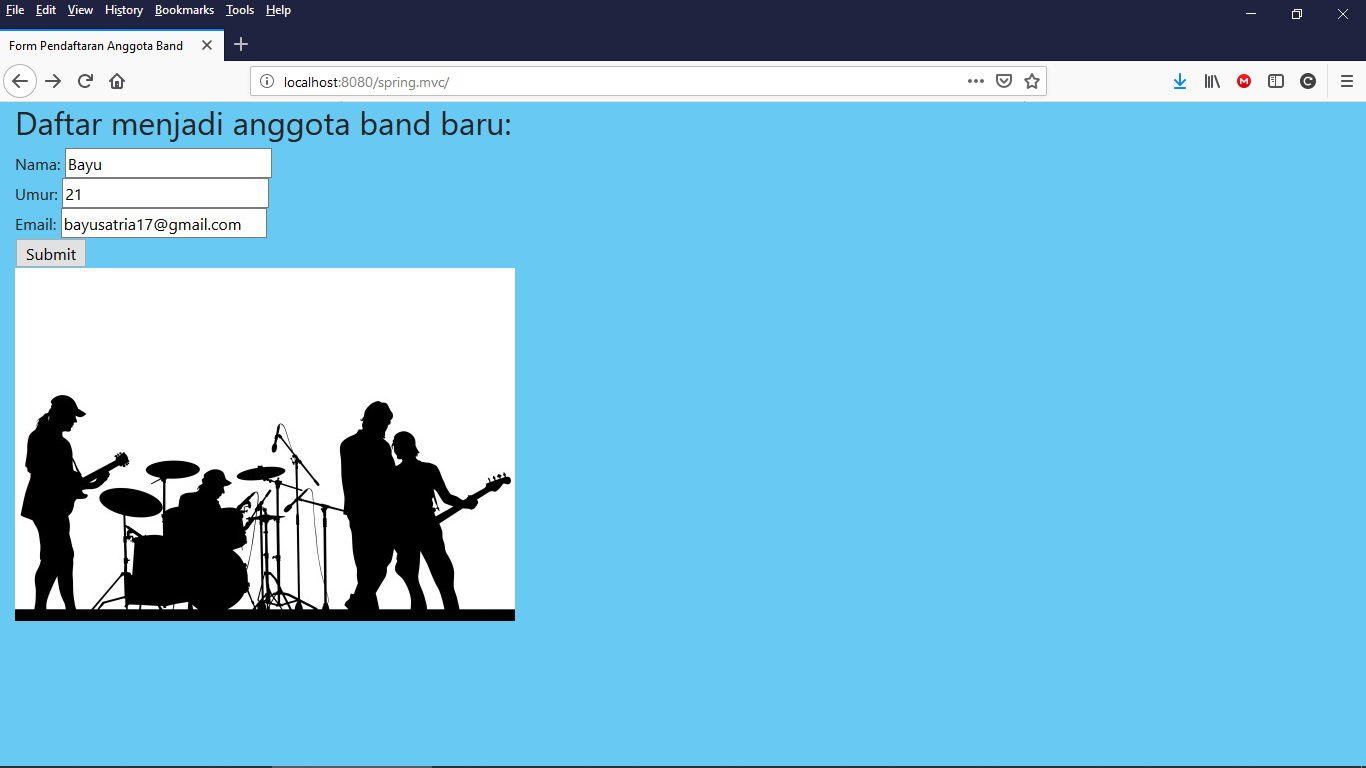 File Edit View History Bookmarks Tools Help
Form Pendaftaran Anggota Band
localhost:8080/spring.mvc/
Daftar menjadi anggota band baru:
Nama: Bayu
Umur: 21
Email: bayusatria17@gmail.com
Submit